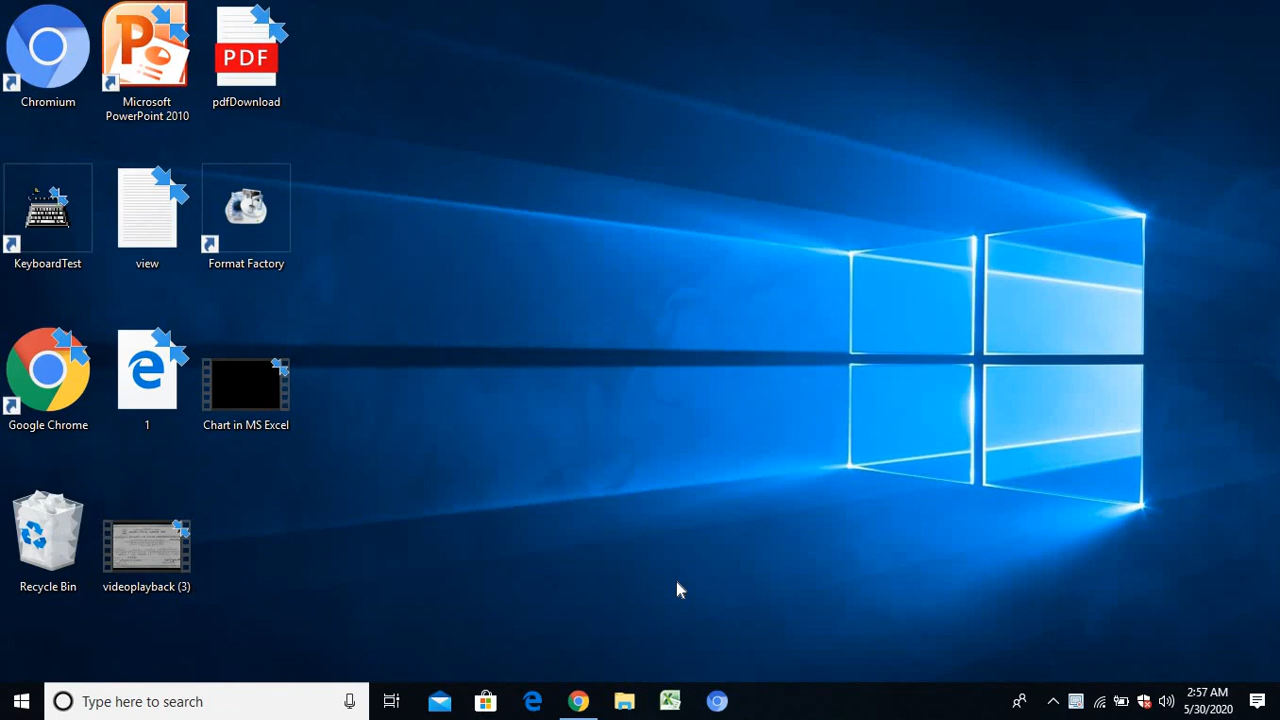 Chromium
Microsoft
PowerPoint 2010
PDF
pdfDownload
KeyboardTest
view
Format Factory
Google Chrome
1
Chart in MS Excel
Recycle Bin
videoplayback (3)
Type here to search
2:57 AM
5/30/2020